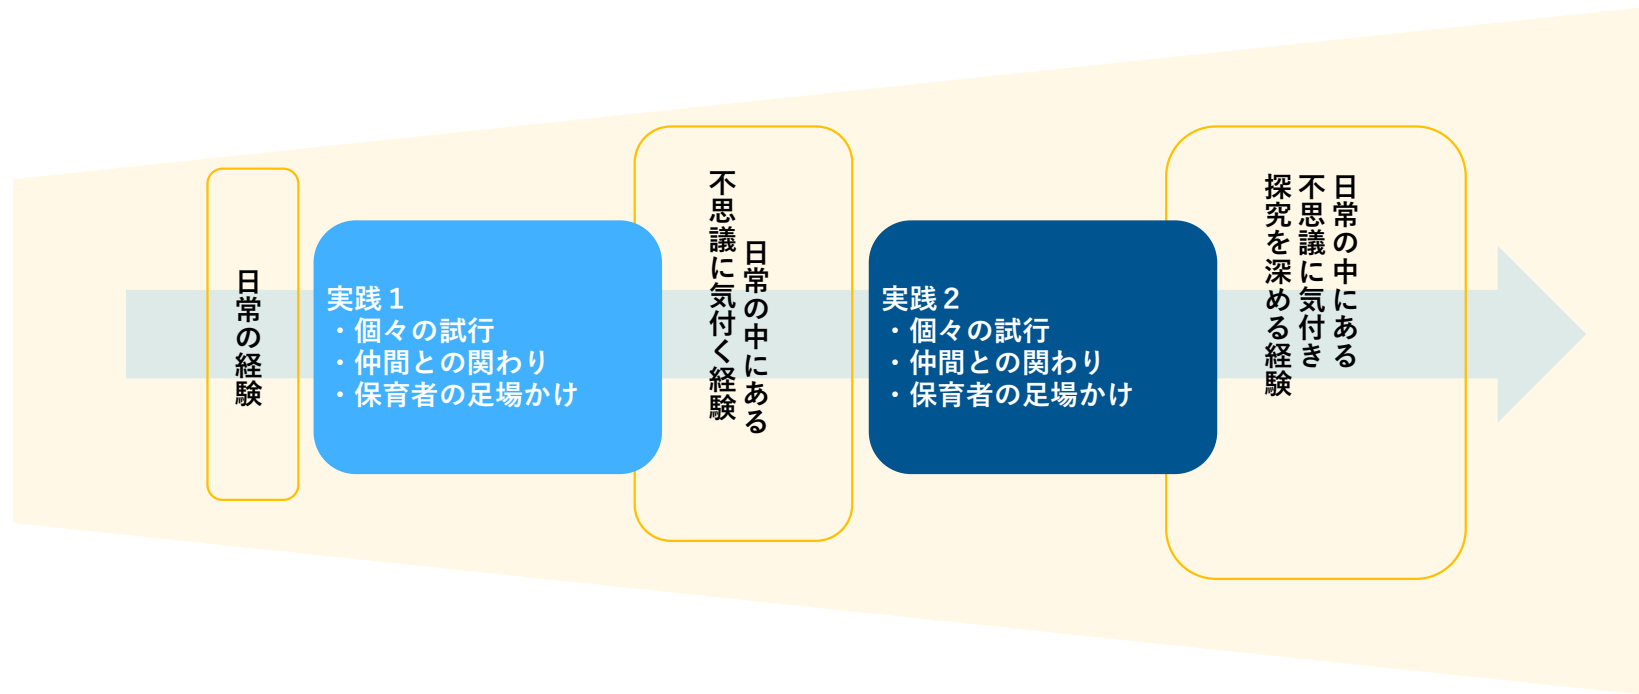 日常の経験
実践１
・個々の試行
・仲間との関わり
・保育者の足場かけ
日常の中にある
不思議に気付く経験
実践２
・個々の試行
・仲間との関わり
・保育者の足場かけ
日常の中にある
不思議に気付き
探究を深める経験